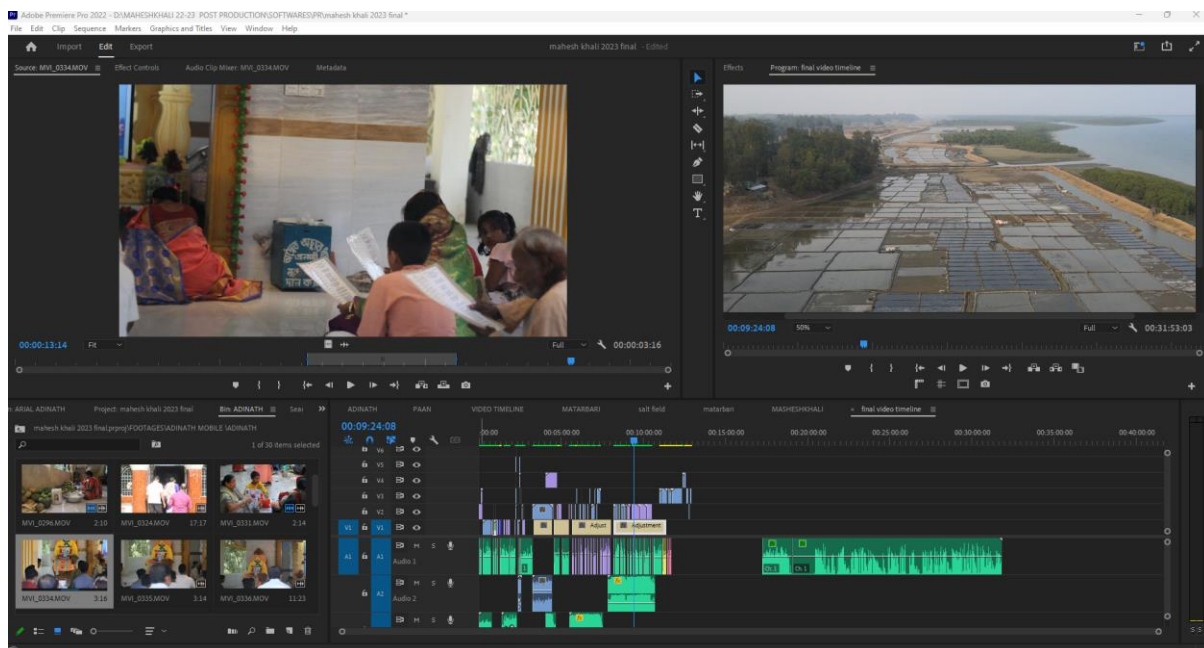 Adobe Premiere Pro 2022 - D:\MAHESHKHALI 22-23 POST PRODUCTION\SOFTWARES\PR\mahesh khali 2023 final *
File Edit Clip Sequence Markers Graphics and Titles View Window Help
Import Edit Export
mahesh khali 2023 final - Edited
Source: MVI_0334.MOV Effect Controls Audio Clip Mixer: MVI_0334.MOV Metadata
Effects Program: final video timeline
00:00:13:14 Fit Full 00:00:03:16
00:09:24:08 50% Full 00:31:53:03
ARIAL ADINATH Project: mahesh khali 2023 final Bin: ADINATH
mahesh khali 2023 final.prproj\FOOTAGES\ADINATH MOBILE \ADINATH
1 of 30 items selected
MVI_0296.MOV 2:10 MVI_0324.MOV 17:17 MVI_0331.MOV 2:14
MVI_0334.MOV 3:16 MVI_0335.MOV 3:14 MVI_0336.MOV 11:23
ADINATH PAAN VIDEO TIMELINE MATARBARI salt field matarbari MASHESHKHALI × final video timeline
00:09:24:08
:00:00 00:05:00:00 00:10:00:00 00:15:00:00 00:20:00:00 00:25:00:00 00:30:00:00 00:35:00:00 00:40:00:00
V6
V5
V4
V3
V2
V1 V1 Adjust Adjustment
A1 A1 M S
Audio 1
Ch 1 Ch 1
A2 M S
Audio 2
M S
S S